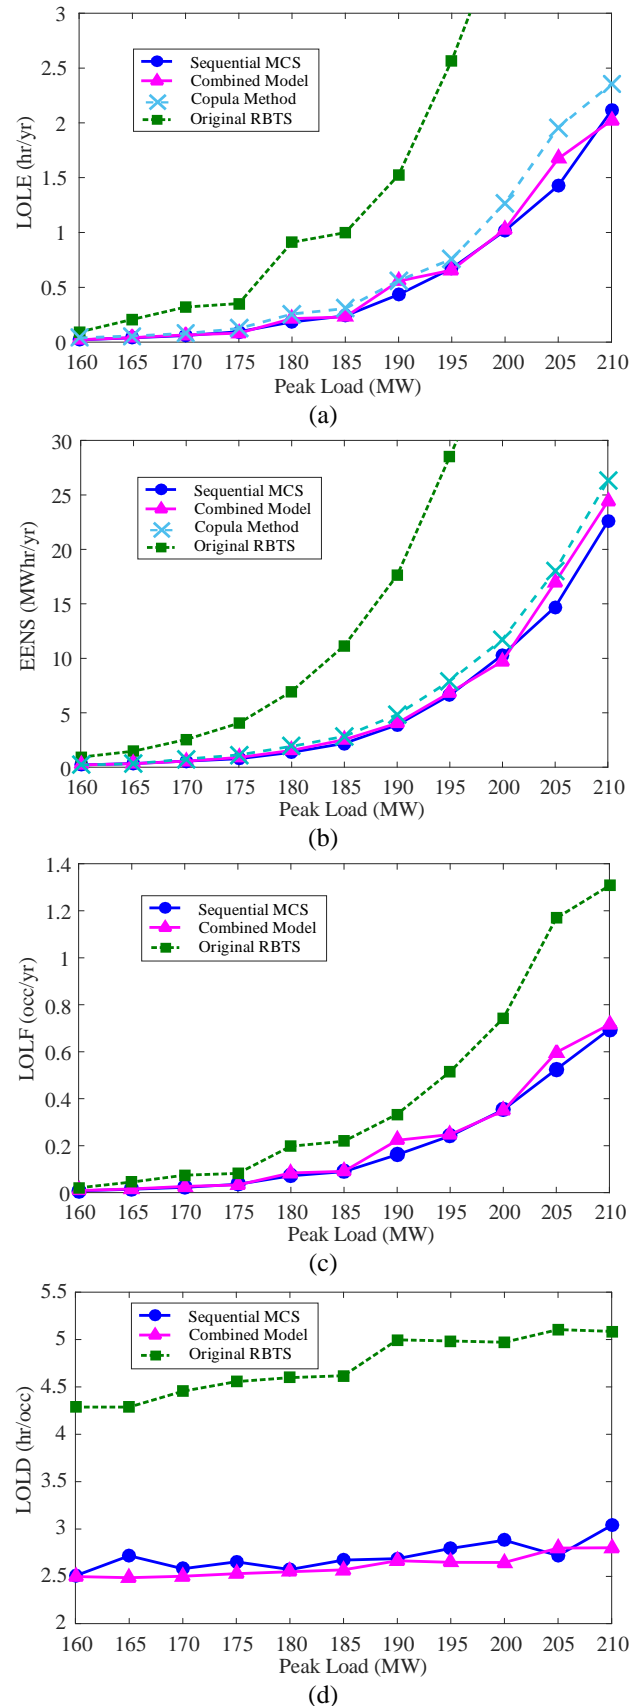 3
2.5
2
1.5
1
0.5
0
LOLE (hr/yr)
Sequential MCS
Combined Model
Copula Method
Original RBTS
160 165 170 175 180 185 190 195 200 205 210
Peak Load (MW)
(a)
30
25
20
15
10
5
0
EENS (MWhr/yr)
Sequential MCS
Combined Model
Copula Method
Original RBTS
160 165 170 175 180 185 190 195 200 205 210
Peak Load (MW)
(b)
1.4
1.2
1
0.8
0.6
0.4
0.2
0
LOLF (occ/yr)
Sequential MCS
Combined Model
Original RBTS
160 165 170 175 180 185 190 195 200 205 210
Peak Load (MW)
(c)
5.5
5
4.5
4
3.5
3
2.5
2
LOLD (hr/occ)
Sequential MCS
Combined Model
Original RBTS
160 165 170 175 180 185 190 195 200 205 210
Peak Load (MW)
(d)